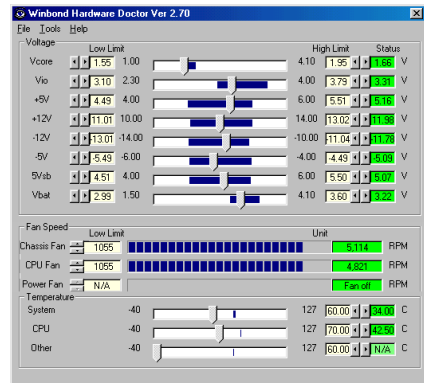 Winbond Hardware Doctor Ver 2.70
File Tools Help
Voltage
Low Limit High Limit Status
Vcore 1.55 1.00 4.10 1.95 1.66 V
Vio 3.10 2.30 4.00 3.79 3.31 V
+5V 4.49 4.00 6.00 5.51 5.16 V
+12V 11.01 10.00 14.00 13.02 11.98 V
-12V -13.01 -14.00 -10.00 -11.04 -11.78 V
-5V -5.49 -6.00 -4.00 -4.49 -5.09 V
5Vsb 4.51 4.00 6.00 5.50 5.07 V
Vbat 2.99 1.50 4.10 3.60 3.22 V
Fan Speed
Low Limit Unit
Chassis Fan 1055 5,114 RPM
CPU Fan 1055 4,821 RPM
Power Fan N/A Fan off RPM
Temperature
System -40 127 60.00 34.00 C
CPU -40 127 70.00 42.50 C
Other -40 127 60.00 N/A C